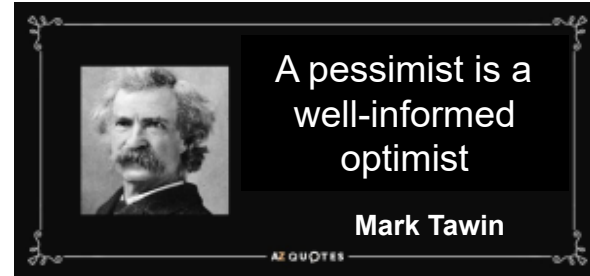 A pessimist is a
well-informed
optimist
Mark Tawin
AZ QUOTES